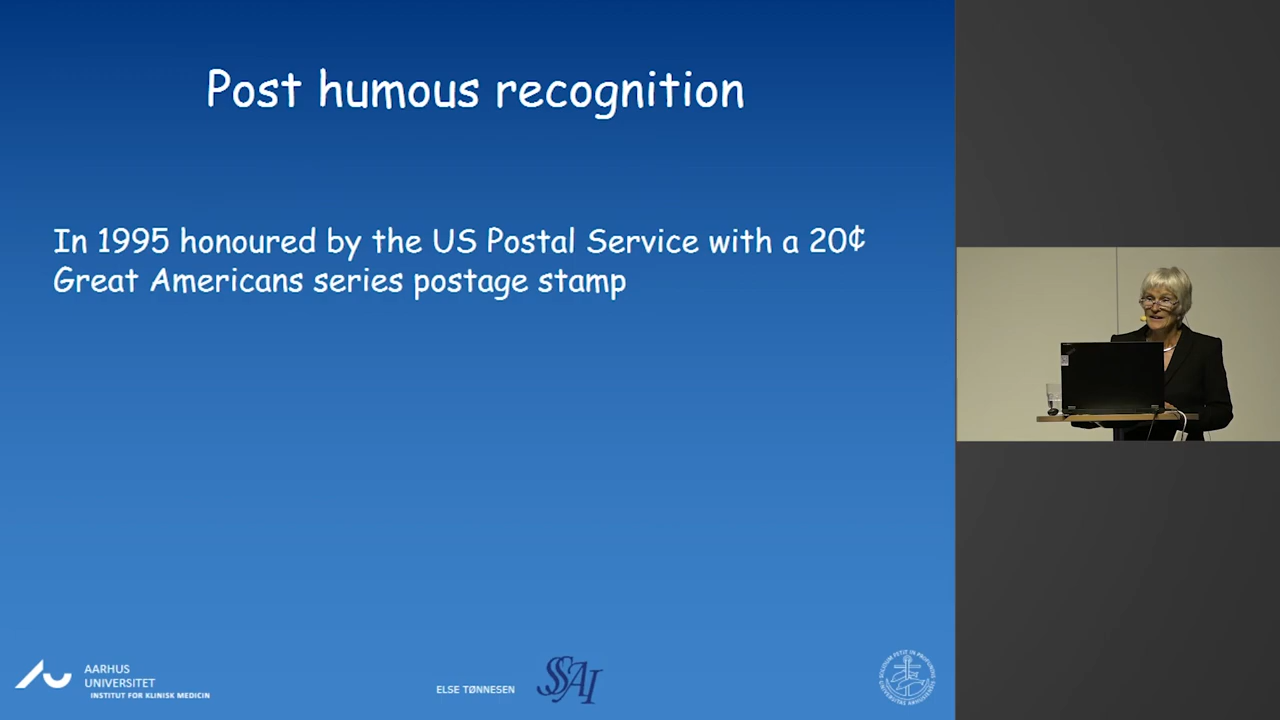 Post humous recognition
In 1995 honoured by the US Postal Service with a 20¢
Great Americans series postage stamp
AARHUS
UNIVERSITET
INSTITUT FOR KLINISK MEDICIN
ELSE TØNNESEN
SSAI